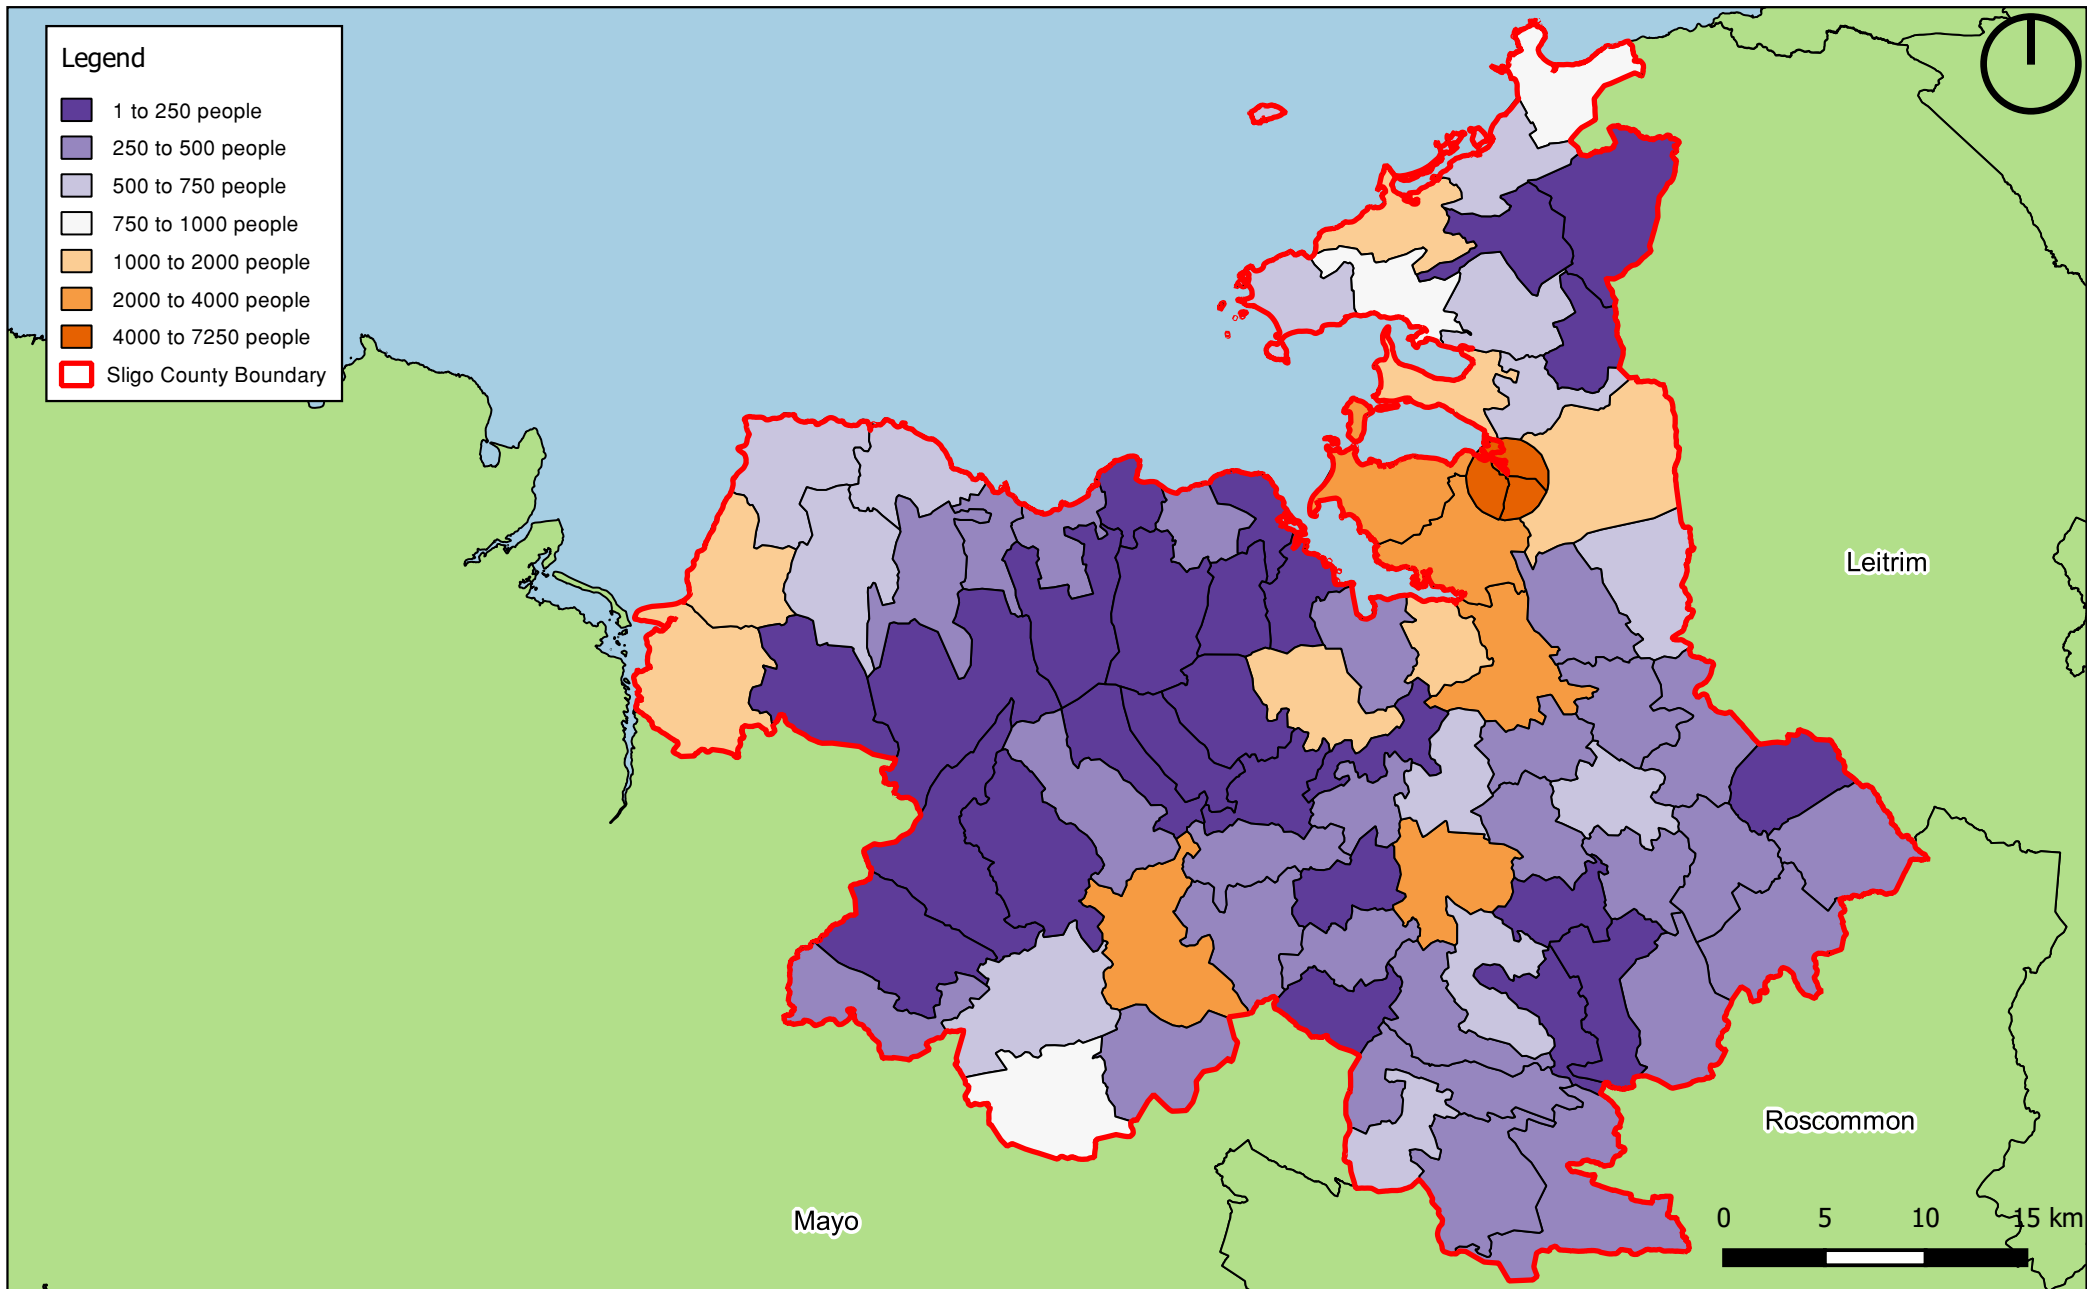 Legend
1 to 250 people
250 to 500 people
500 to 750 people
750 to 1000 people
1000 to 2000 people
2000 to 4000 people
4000 to 7250 people
Sligo County Boundary
Leitrim
Roscommon
Mayo
0 5 10 15 km